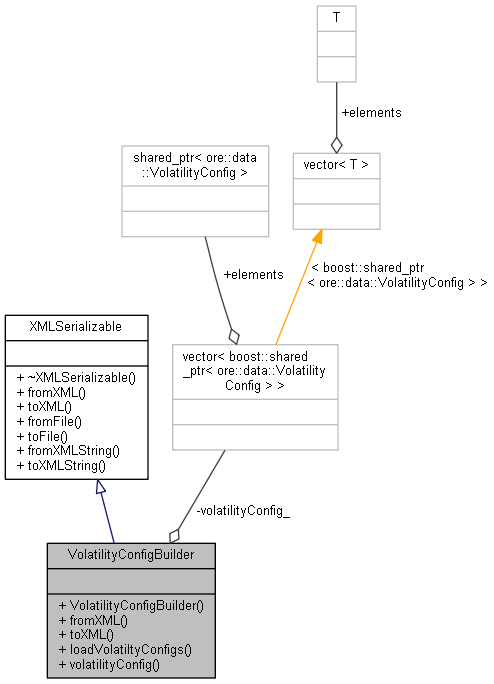 T
+elements
shared_ptr< ore::data
::VolatilityConfig >
vector< T >
+elements
< boost::shared_ptr
< ore::data::VolatilityConfig > >
XMLSerializable
+ ~XMLSerializable()
+ fromXML()
+ toXML()
+ fromFile()
+ toFile()
+ fromXMLString()
+ toXMLString()
vector< boost::shared
_ptr< ore::data::Volatility
Config > >
-volatilityConfig_
VolatilityConfigBuilder
+ VolatilityConfigBuilder()
+ fromXML()
+ toXML()
+ loadVolatiltyConfigs()
+ volatilityConfig()